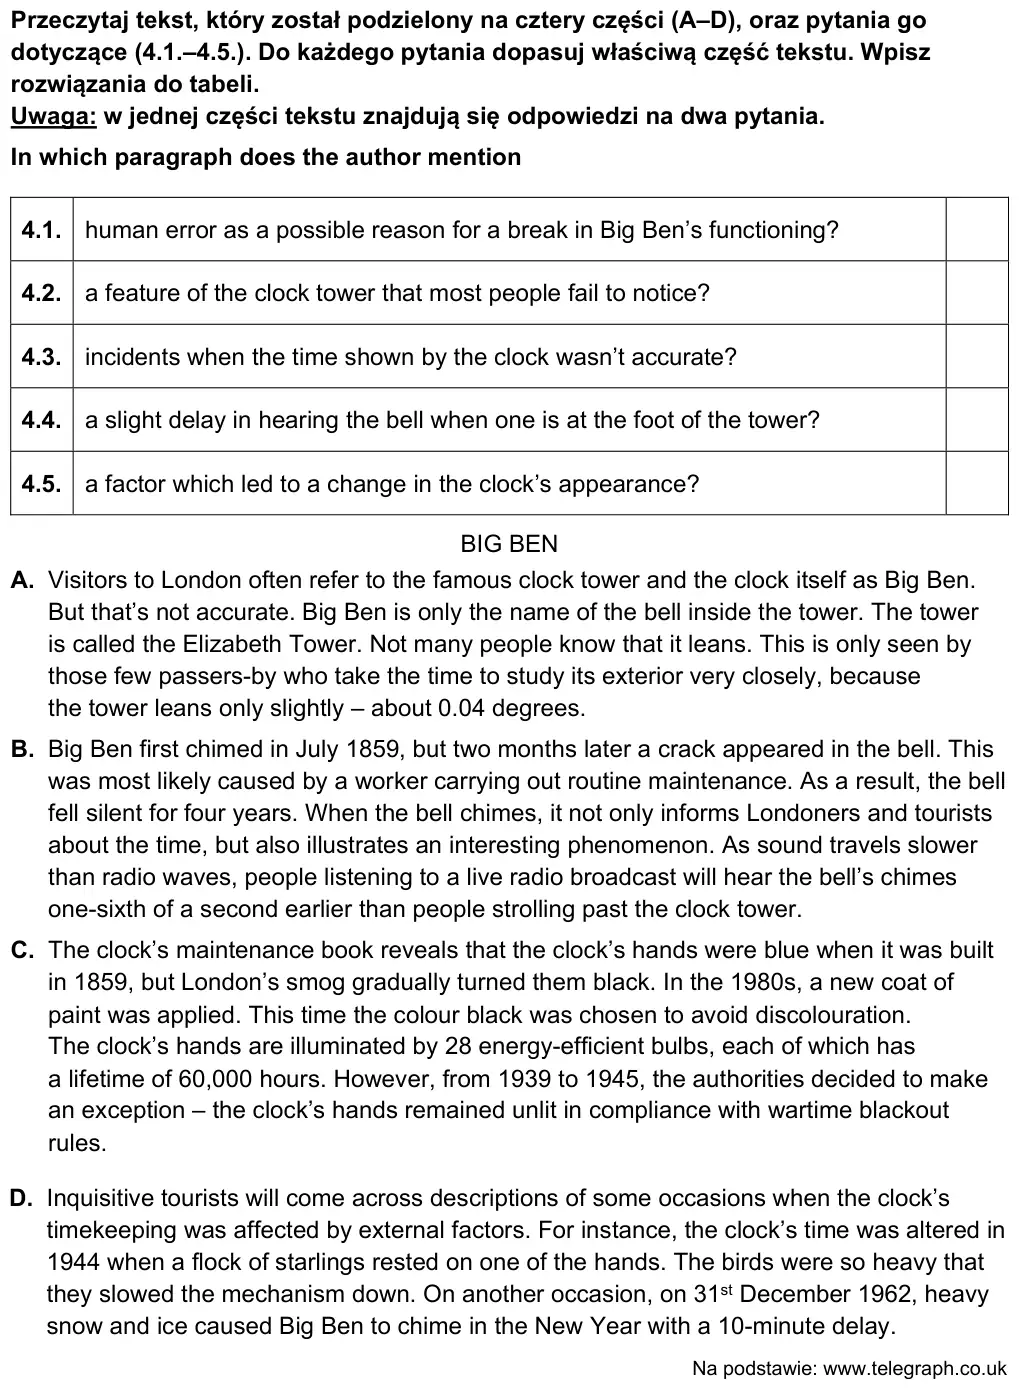 Przeczytaj tekst, który został podzielony na cztery części (A–D), oraz pytania go
dotyczące (4.1.–4.5.). Do każdego pytania dopasuj właściwą część tekstu. Wpisz
rozwiązania do tabeli.
Uwaga: w jednej części tekstu znajdują się odpowiedzi na dwa pytania.
In which paragraph does the author mention
4.1. human error as a possible reason for a break in Big Ben’s functioning?
4.2. a feature of the clock tower that most people fail to notice?
4.3. incidents when the time shown by the clock wasn’t accurate?
4.4. a slight delay in hearing the bell when one is at the foot of the tower?
4.5. a factor which led to a change in the clock’s appearance?
BIG BEN
A. Visitors to London often refer to the famous clock tower and the clock itself as Big Ben.
But that’s not accurate. Big Ben is only the name of the bell inside the tower. The tower
is called the Elizabeth Tower. Not many people know that it leans. This is only seen by
those few passers-by who take the time to study its exterior very closely, because
the tower leans only slightly – about 0.04 degrees.
B. Big Ben first chimed in July 1859, but two months later a crack appeared in the bell. This
was most likely caused by a worker carrying out routine maintenance. As a result, the bell
fell silent for four years. When the bell chimes, it not only informs Londoners and tourists
about the time, but also illustrates an interesting phenomenon. As sound travels slower
than radio waves, people listening to a live radio broadcast will hear the bell’s chimes
one-sixth of a second earlier than people strolling past the clock tower.
C. The clock’s maintenance book reveals that the clock’s hands were blue when it was built
in 1859, but London’s smog gradually turned them black. In the 1980s, a new coat of
paint was applied. This time the colour black was chosen to avoid discolouration.
The clock’s hands are illuminated by 28 energy-efficient bulbs, each of which has
a lifetime of 60,000 hours. However, from 1939 to 1945, the authorities decided to make
an exception – the clock’s hands remained unlit in compliance with wartime blackout
rules.
D. Inquisitive tourists will come across descriptions of some occasions when the clock’s
timekeeping was affected by external factors. For instance, the clock’s time was altered in
1944 when a flock of starlings rested on one of the hands. The birds were so heavy that
they slowed the mechanism down. On another occasion, on 31st December 1962, heavy
snow and ice caused Big Ben to chime in the New Year with a 10-minute delay.
Na podstawie: www.telegraph.co.uk